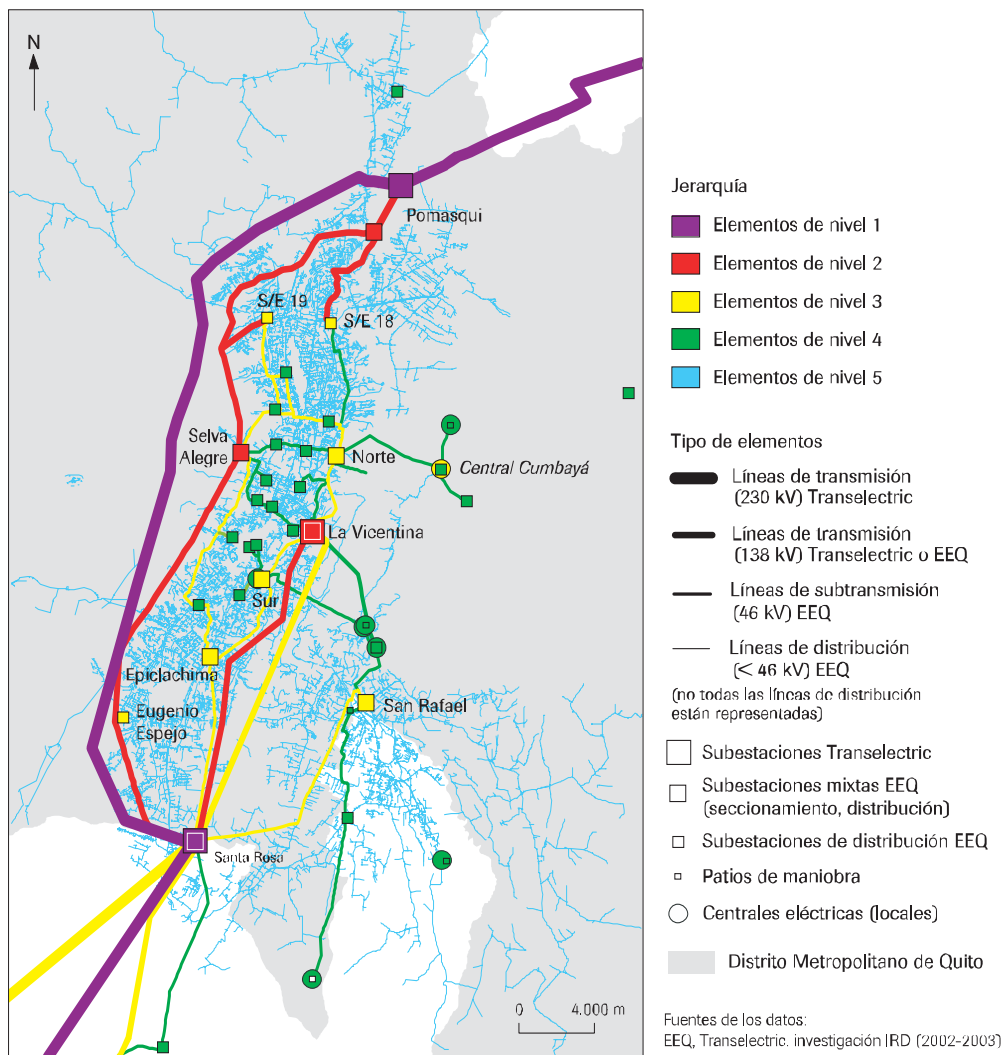 N
Pomasqui
S/E 19
S/E 18
Selva
Alegre
Norte
Central Cumbayá
La Vicentina
Sur
Epiclachima
Eugenio
Espejo
San Rafael
Santa Rosa
0 4.000 m
Jerarquía
Elementos de nivel 1
Elementos de nivel 2
Elementos de nivel 3
Elementos de nivel 4
Elementos de nivel 5
Tipo de elementos
Líneas de transmisión
(230 kV) Transelectric
Líneas de transmisión
(138 kV) Transelectric o EEQ
Líneas de subtransmisión
(46 kV) EEQ
Líneas de distribución
(< 46 kV) EEQ
(no todas las líneas de distribución
están representadas)
Subestaciones Transelectric
Subestaciones mixtas EEQ
(seccionamiento, distribución)
Subestaciones de distribución EEQ
Patios de maniobra
Centrales eléctricas (locales)
Distrito Metropolitano de Quito
Fuentes de los datos:
EEQ, Transelectric. investigación IRD (2002-2003)